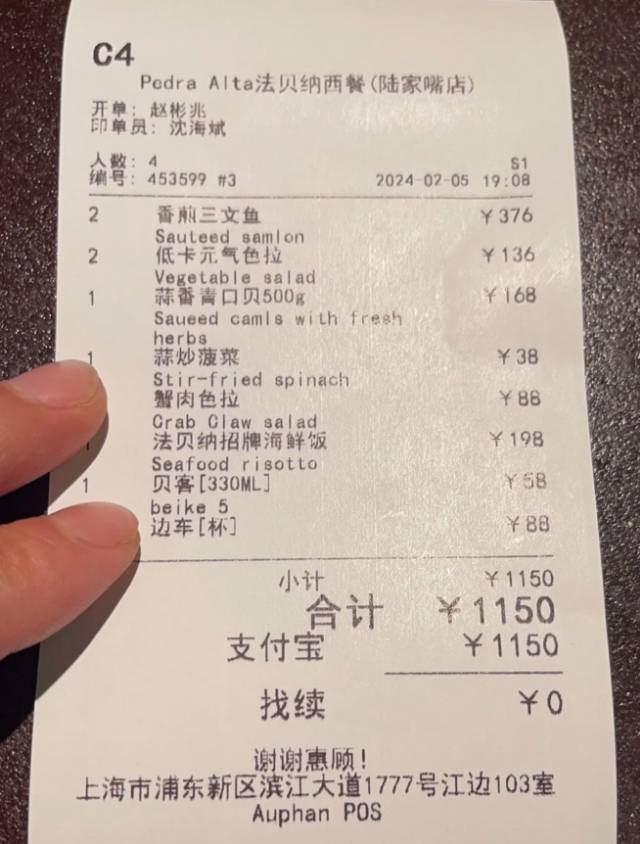 C4
Pedra Alta法贝纳西餐(陆家嘴店)
开单: 赵彬兆
印单员: 沈海斌
人数: 4 S1
编号: 453599 #3 2024-02-05 19:08
2 香煎三文鱼 ¥376
Sauteed samlon
2 低卡元气色拉 ¥136
Vegetable salad
1 蒜番青口贝500g ¥168
Saueed camls with fresh
herbs
1 蒜炒菠菜 ¥38
Stir-fried spinach
蟹肉色拉 ¥88
Crab Claw salad
法贝纳招牌海鲜饭 ¥198
Seafood risotto
1 贝客[330ML] ¥58
beike 5
边车[杯] ¥88
小计 ¥1150
合计 ¥1150
支付宝 ¥1150
找续 ¥0
谢谢惠顾!
上海市浦东新区滨江大道1777号江边103室
Auphan POS